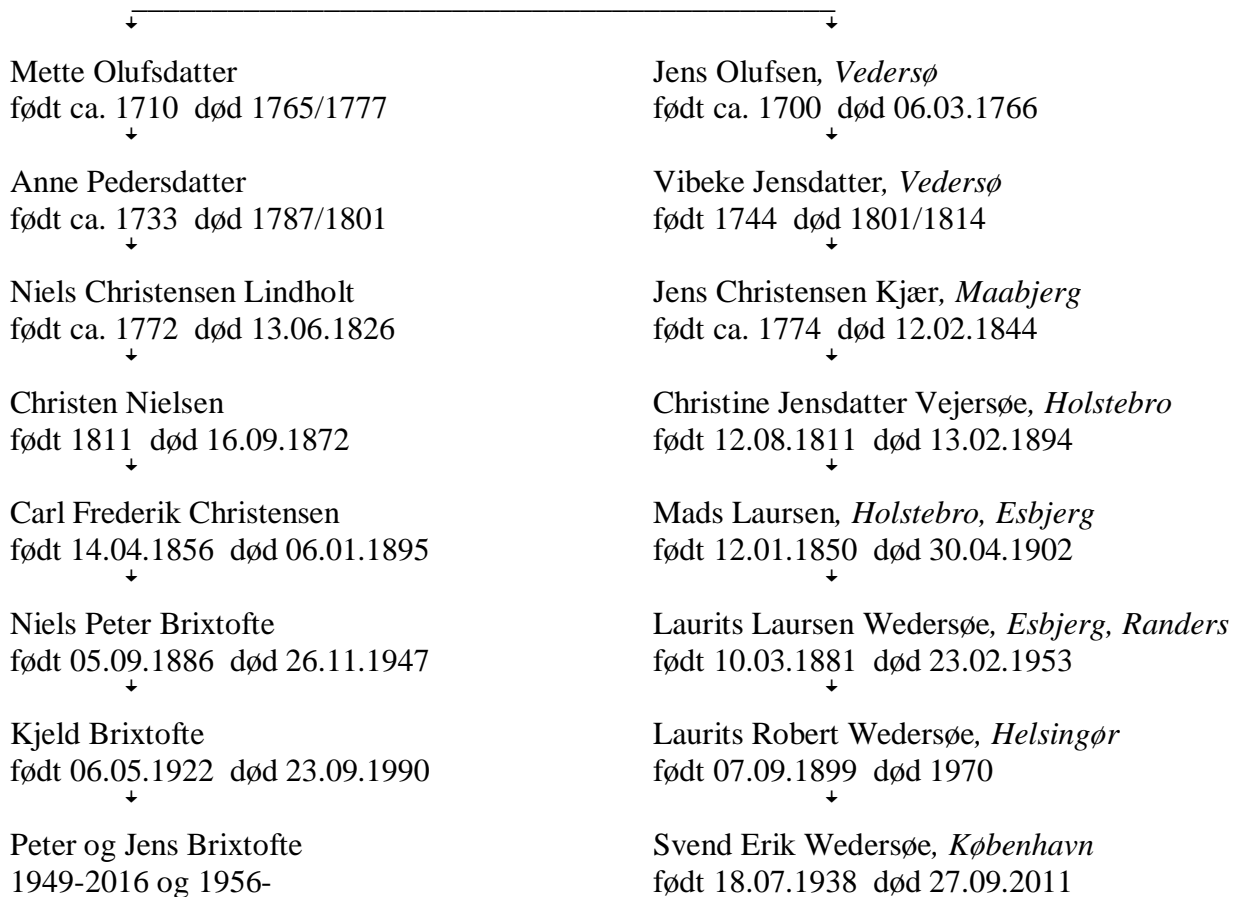 Mette Olufsdatter
født ca. 1710  død 1765/1777
Anne Pedersdatter
født ca. 1733  død 1787/1801
Niels Christensen Lindholt
født ca. 1772  død 13.06.1826
Christen Nielsen
født 1811  død 16.09.1872
Carl Frederik Christensen
født 14.04.1856  død 06.01.1895
Niels Peter Brixtofte
født 05.09.1886  død 26.11.1947
Kjeld Brixtofte
født 06.05.1922  død 23.09.1990
Peter og Jens Brixtofte
1949-2016 og 1956-
Jens Olufsen, Vedersø
født ca. 1700  død 06.03.1766
Vibeke Jensdatter, Vedersø
født 1744  død 1801/1814
Jens Christensen Kjær, Maabjerg
født ca. 1774  død 12.02.1844
Christine Jensdatter Vejersøe, Holstebro
født 12.08.1811  død 13.02.1894
Mads Laursen, Holstebro, Esbjerg
født 12.01.1850  død 30.04.1902
Laurits Laursen Wedersøe, Esbjerg, Randers
født 10.03.1881  død 23.02.1953
Laurits Robert Wedersøe, Helsingør
født 07.09.1899  død 1970
Svend Erik Wedersøe, København
født 18.07.1938  død 27.09.2011